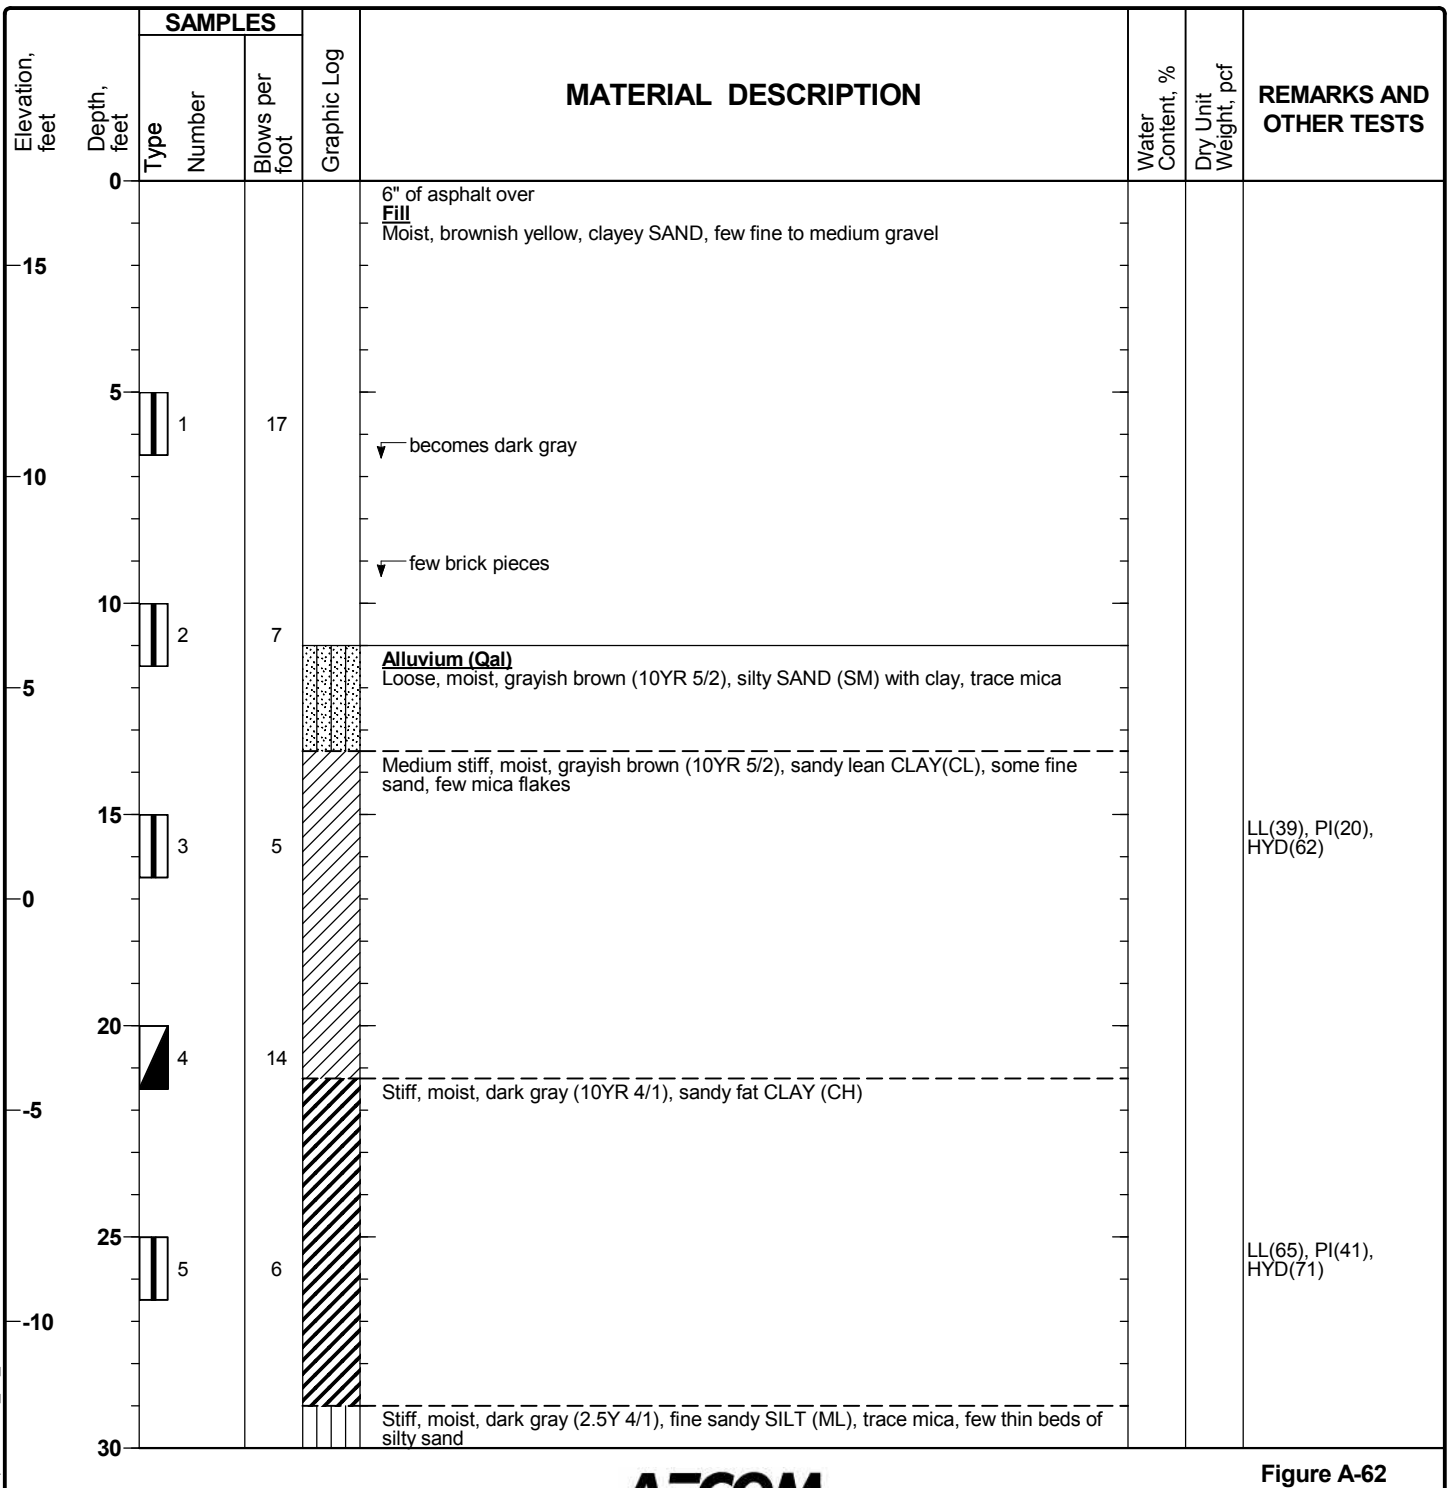 SAMPLES
Elevation,
feet
Depth,
feet
Type
Number
Blows per
foot
Graphic Log
MATERIAL DESCRIPTION
Water
Content, %
Dry Unit
Weight, pcf
REMARKS AND
OTHER TESTS
0
6" of asphalt over
Fill
Moist, brownish yellow, clayey SAND, few fine to medium gravel
15
5
1
17
becomes dark gray
10
few brick pieces
10
2
7
Alluvium (Qal)
Loose, moist, grayish brown (10YR 5/2), silty SAND (SM) with clay, trace mica
5
Medium stiff, moist, grayish brown (10YR 5/2), sandy lean CLAY(CL), some fine
sand, few mica flakes
15
3
5
LL(39), PI(20),
HYD(62)
0
20
4
14
Stiff, moist, dark gray (10YR 4/1), sandy fat CLAY (CH)
-5
25
5
6
LL(65), PI(41),
HYD(71)
-10
Stiff, moist, dark gray (2.5Y 4/1), fine sandy SILT (ML), trace mica, few thin beds of
silty sand
30
AECOM
Figure A-62